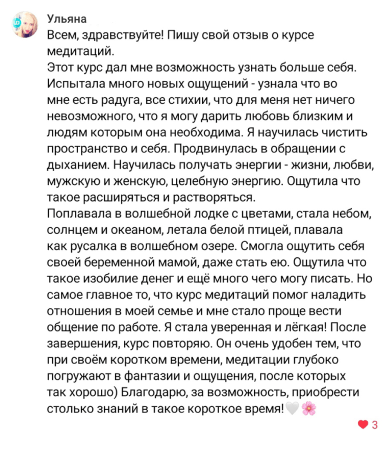 Ульяна
Всем, здравствуйте! Пишу свой отзыв о курсе
медитаций.
Этот курс дал мне возможность узнать больше себя.
Испытала много новых ощущений - узнала что во
мне есть радуга, все стихии, что для меня нет ничего
невозможного, что я могу дарить любовь близким и
людям которым она необходима. Я научилась чистить
пространство и себя. Продвинулась в обращении с
дыханием. Научилась получать энергии - жизни, любви,
мужскую и женскую, целебную энергию. Ощутила что
такое расширяться и растворяться.
Поплавала в волшебной лодке с цветами, стала небом,
солнцем и океаном, летала белой птицей, плавала
как русалка в волшебном озере. Смогла ощутить себя
своей беременной мамой, даже стать ею. Ощутила что
такое изобилие денег и ещё много чего могу писать. Но
самое главное то, что курс медитаций помог наладить
отношения в моей семье и мне стало проще вести
общение по работе. Я стала уверенная и лёгкая! После
завершения, курс повторяю. Он очень удобен тем, что
при своём коротком времени, медитации глубоко
погружают в фантазии и ощущения, после которых
так хорошо) Благодарю, за возможность, приобрести
столько знаний в такое короткое время!🤍🌸
❤ 3